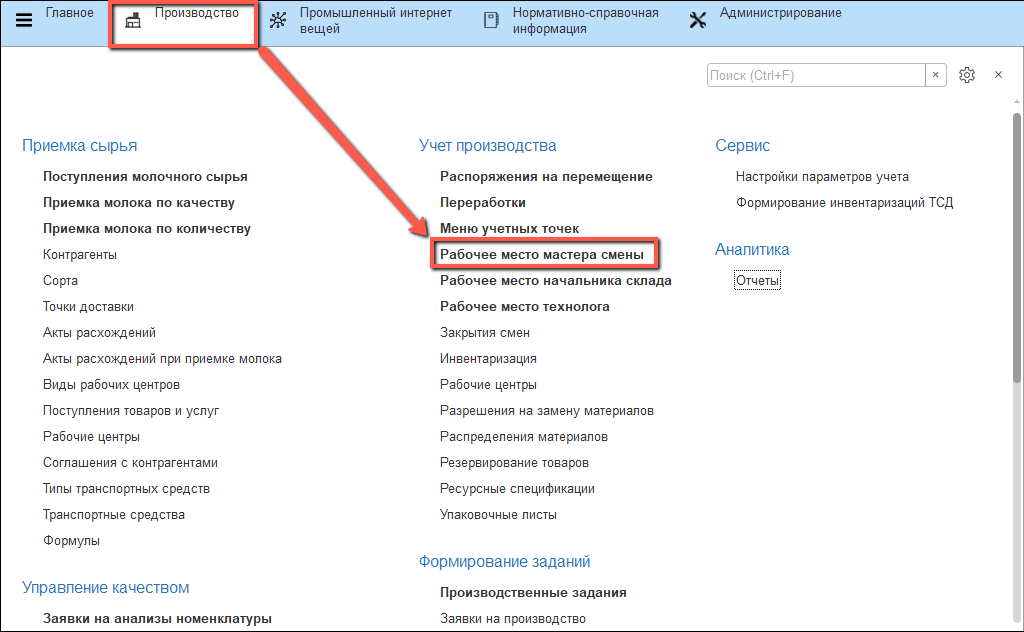 Главное
Производство
Промышленный интернет
вещей
Нормативно-справочная
информация
Администрирование
Поиск (Ctrl+F)
Приемка сырья
Поступления молочного сырья
Приемка молока по качеству
Приемка молока по количеству
Контрагенты
Сорта
Точки доставки
Акты расхождений
Акты расхождений при приемке молока
Виды рабочих центров
Поступления товаров и услуг
Рабочие центры
Соглашения с контрагентами
Типы транспортных средств
Транспортные средства
Формулы
Управление качеством
Заявки на анализы номенклатуры
Учет производства
Распоряжения на перемещение
Переработки
Меню учетных точек
Рабочее место мастера смены
Рабочее место начальника склада
Рабочее место технолога
Закрытия смен
Инвентаризация
Рабочие центры
Разрешения на замену материалов
Распределения материалов
Резервирование товаров
Ресурсные спецификации
Упаковочные листы
Формирование заданий
Производственные задания
Заявки на производство
Сервис
Настройки параметров учета
Формирование инвентаризаций ТСД
Аналитика
Отчеты